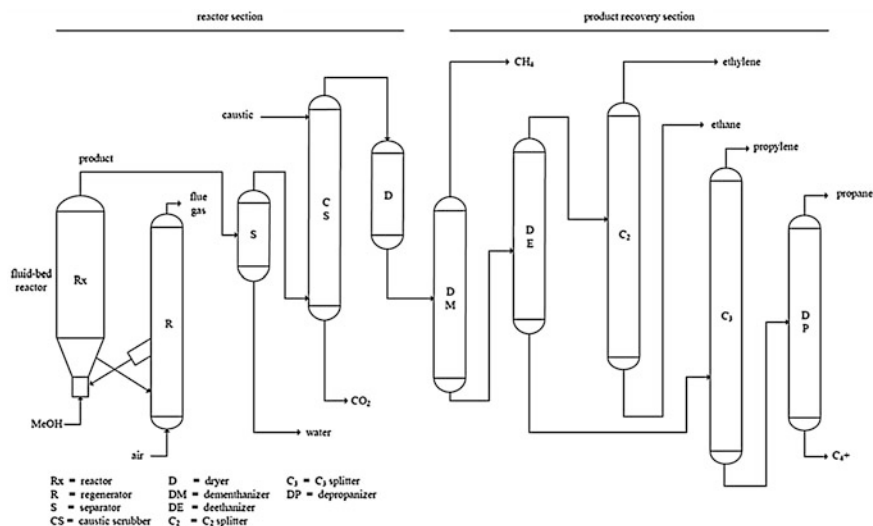 reactor section
product recovery section
CH₄
ethylene
ethane
caustic
product
flue
gas
C
S
D
S
D
E
C₂
propylene
propane
fluid-bed
reactor
Rx
R
D
M
C₃
D
P
MeOH
air
water
CO₂
C₄+
Rx = reactor
R = regenerator
S = separator
CS = caustic scrubber
D = dryer
DM = dementhanizer
DE = deethanizer
C₂ = C₂ splitter
C₃ = C₃ splitter
DP = depropanizer